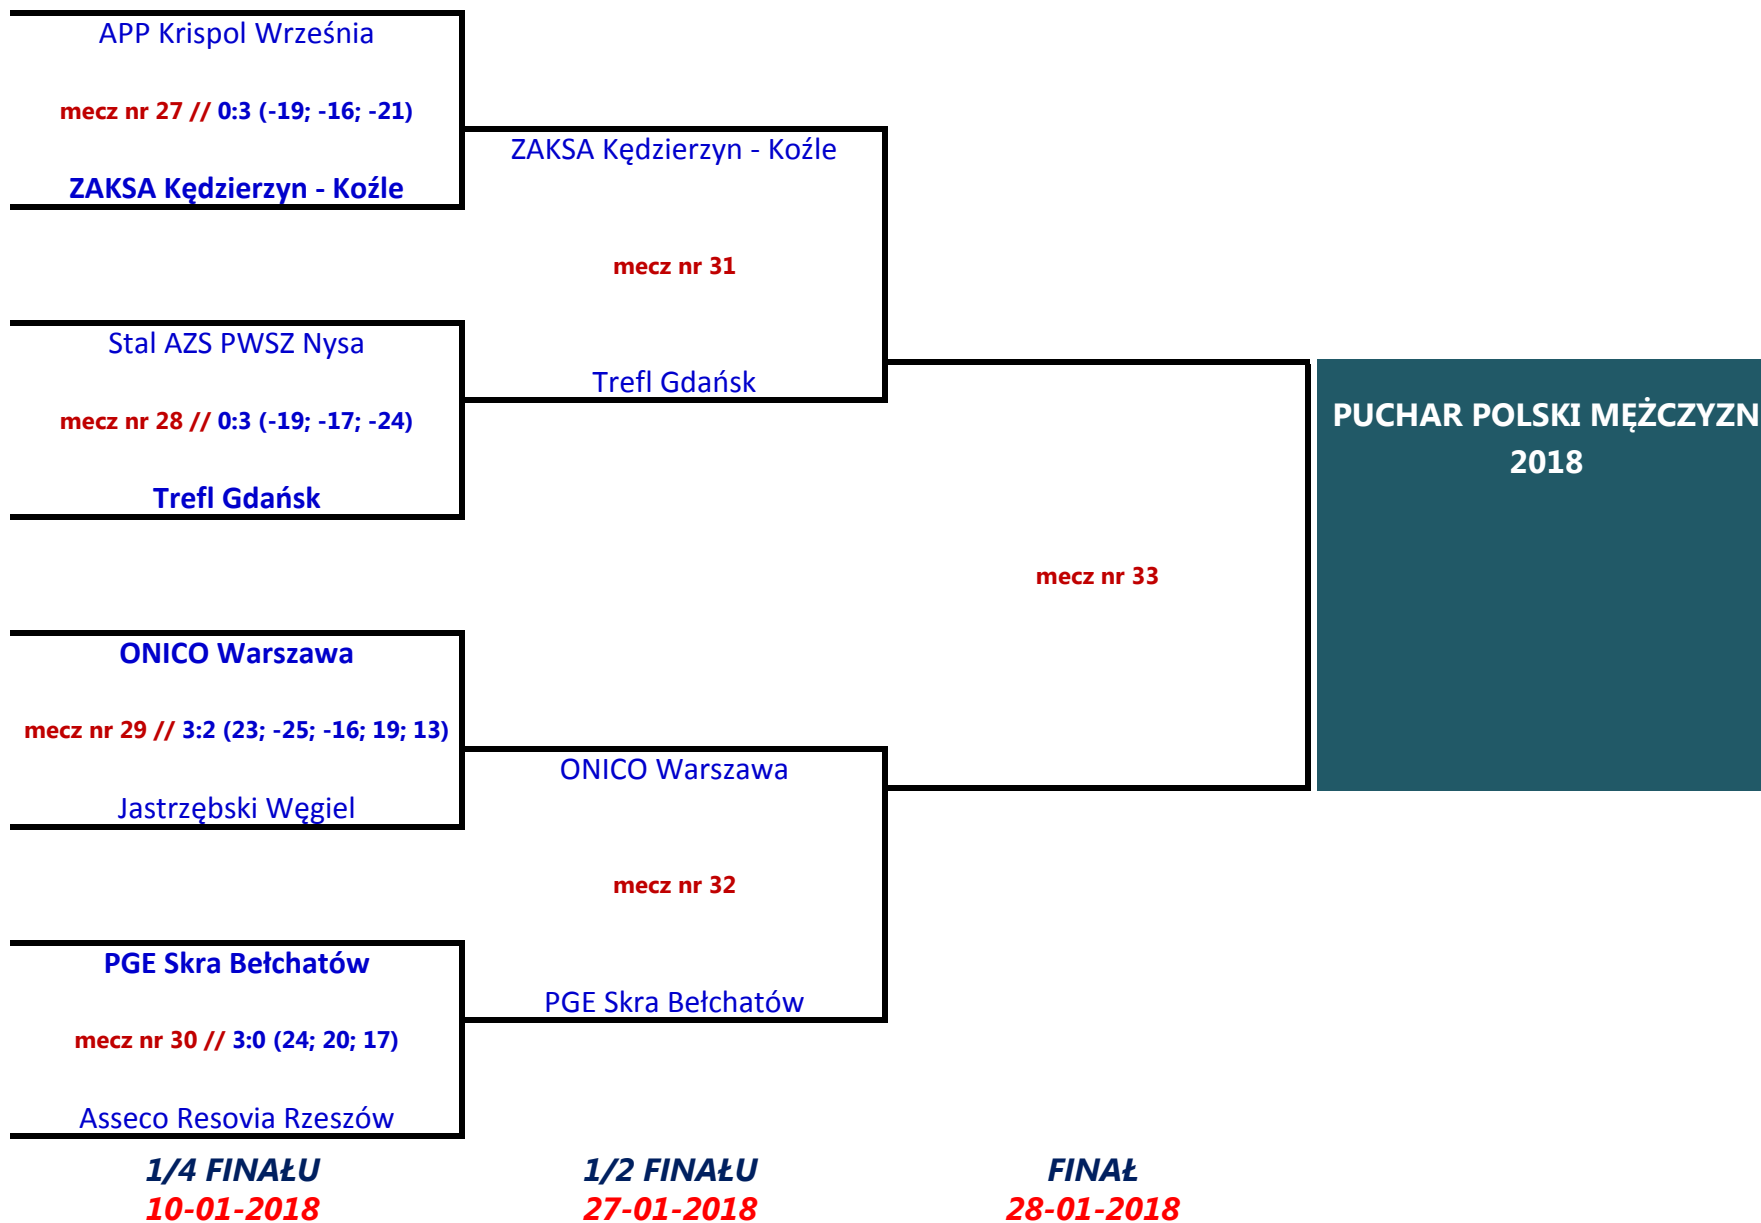 APP Krispol Września
mecz nr 27 // 0:3 (-19; -16; -21)
ZAKSA Kędzierzyn - Koźle
Stal AZS PWSZ Nysa
mecz nr 28 // 0:3 (-19; -17; -24)
Trefl Gdańsk
ONICO Warszawa
mecz nr 29 // 3:2 (23; -25; -16; 19; 13)
Jastrzębski Węgiel
PGE Skra Bełchatów
mecz nr 30 // 3:0 (24; 20; 17)
Asseco Resovia Rzeszów
1/4 FINAŁU
10-01-2018
ZAKSA Kędzierzyn - Koźle
mecz nr 31
Trefl Gdańsk
ONICO Warszawa
mecz nr 32
PGE Skra Bełchatów
1/2 FINAŁU
27-01-2018
mecz nr 33
FINAŁ
28-01-2018
PUCHAR POLSKI MĘŻCZYZN
2018